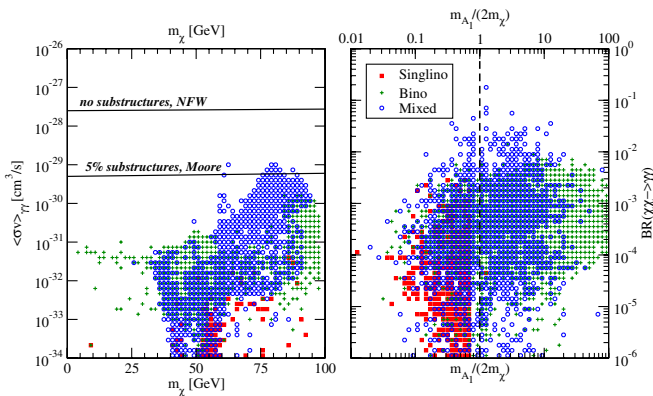 m_χ [GeV]
10^-26
10^-27
10^-28
10^-29
10^-30
10^-31
10^-32
10^-33
10^-34
<σv>_γγ [cm^3/s]
no substructures, NFW
5% substructures, Moore
0 25 50 75 100
m_χ [GeV]
m_A_1/(2m_χ)
0.01 0.1 1 10 100
Singlino
Bino
Mixed
10^0
10^-1
10^-2
10^-3
10^-4
10^-5
10^-6
BR(χχ->γγ)
m_A_1/(2m_χ)